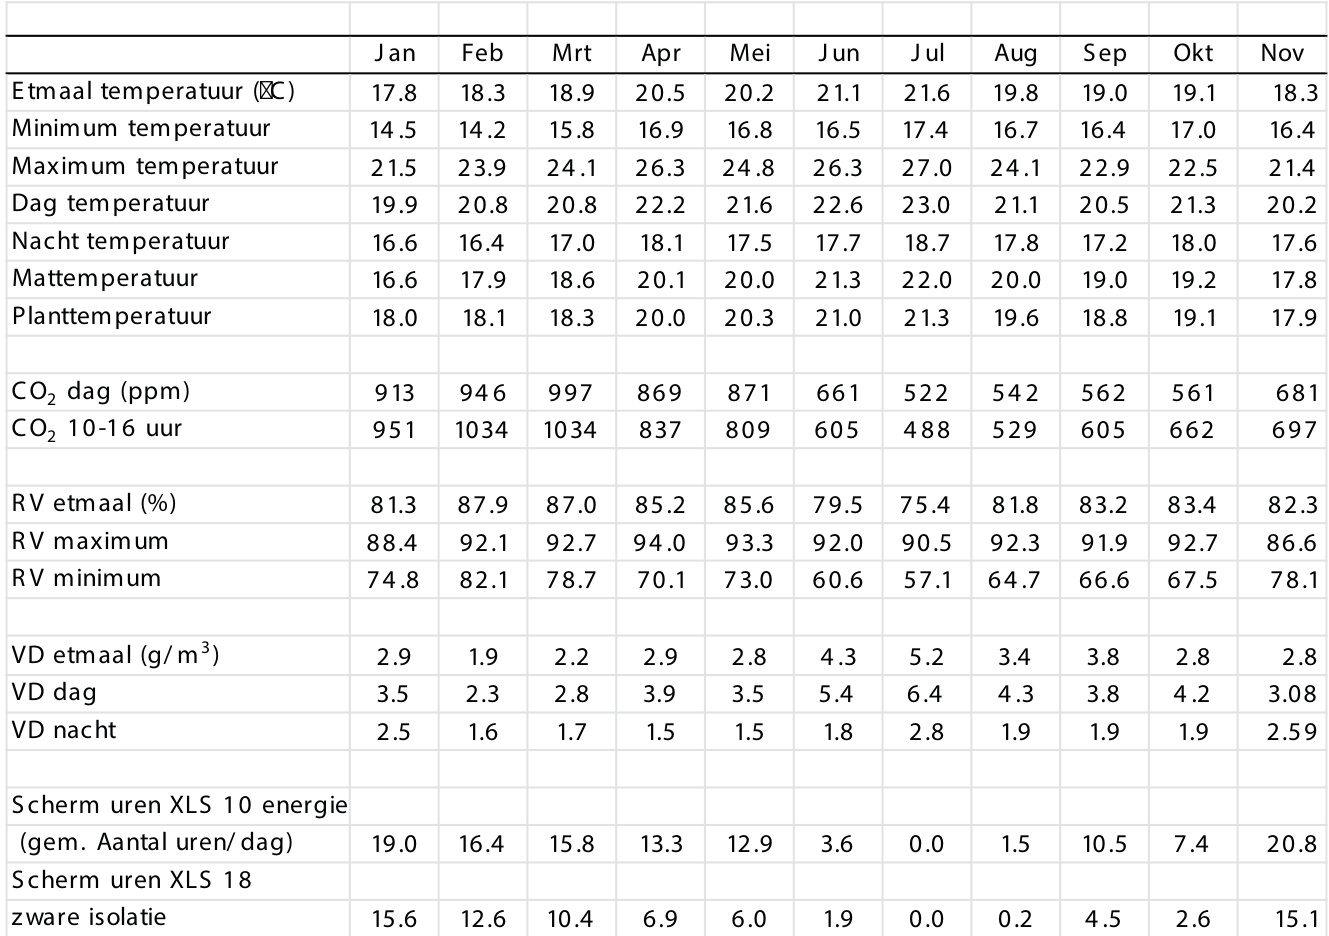 Jan Feb Mrt Apr Mei Jun Jul Aug Sep Okt Nov
Etmaal temperatuur (C) 17.8 18.3 18.9 20.5 20.2 21.1 21.6 19.8 19.0 19.1 18.3
Minimum temperatuur 14.5 14.2 15.8 16.9 16.8 16.5 17.4 16.7 16.4 17.0 16.4
Maximum temperatuur 21.5 23.9 24.1 26.3 24.8 26.3 27.0 24.1 22.9 22.5 21.4
Dag temperatuur 19.9 20.8 20.8 22.2 21.6 22.6 23.0 21.1 20.5 21.3 20.2
Nacht temperatuur 16.6 16.4 17.0 18.1 17.5 17.7 18.7 17.8 17.2 18.0 17.6
Mattemperatuur 16.6 17.9 18.6 20.1 20.0 21.3 22.0 20.0 19.0 19.2 17.8
Planttemperatuur 18.0 18.1 18.3 20.0 20.3 21.0 21.3 19.6 18.8 19.1 17.9
CO₂ dag (ppm) 913 946 997 869 871 661 522 542 562 561 681
CO₂ 10-16 uur 951 1034 1034 837 809 605 488 529 605 662 697
RV etmaal (%) 81.3 87.9 87.0 85.2 85.6 79.5 75.4 81.8 83.2 83.4 82.3
RV maximum 88.4 92.1 92.7 94.0 93.3 92.0 90.5 92.3 91.9 92.7 86.6
RV minimum 74.8 82.1 78.7 70.1 73.0 60.6 57.1 64.7 66.6 67.5 78.1
VD etmaal (g/m³) 2.9 1.9 2.2 2.9 2.8 4.3 5.2 3.4 3.8 2.8 2.8
VD dag 3.5 2.3 2.8 3.9 3.5 5.4 6.4 4.3 3.8 4.2 3.08
VD nacht 2.5 1.6 1.7 1.5 1.5 1.8 2.8 1.9 1.9 1.9 2.59
Scherm uren XLS 10 energie
(gem. Aantal uren/dag) 19.0 16.4 15.8 13.3 12.9 3.6 0.0 1.5 10.5 7.4 20.8
Scherm uren XLS 18
zware isolatie 15.6 12.6 10.4 6.9 6.0 1.9 0.0 0.2 4.5 2.6 15.1